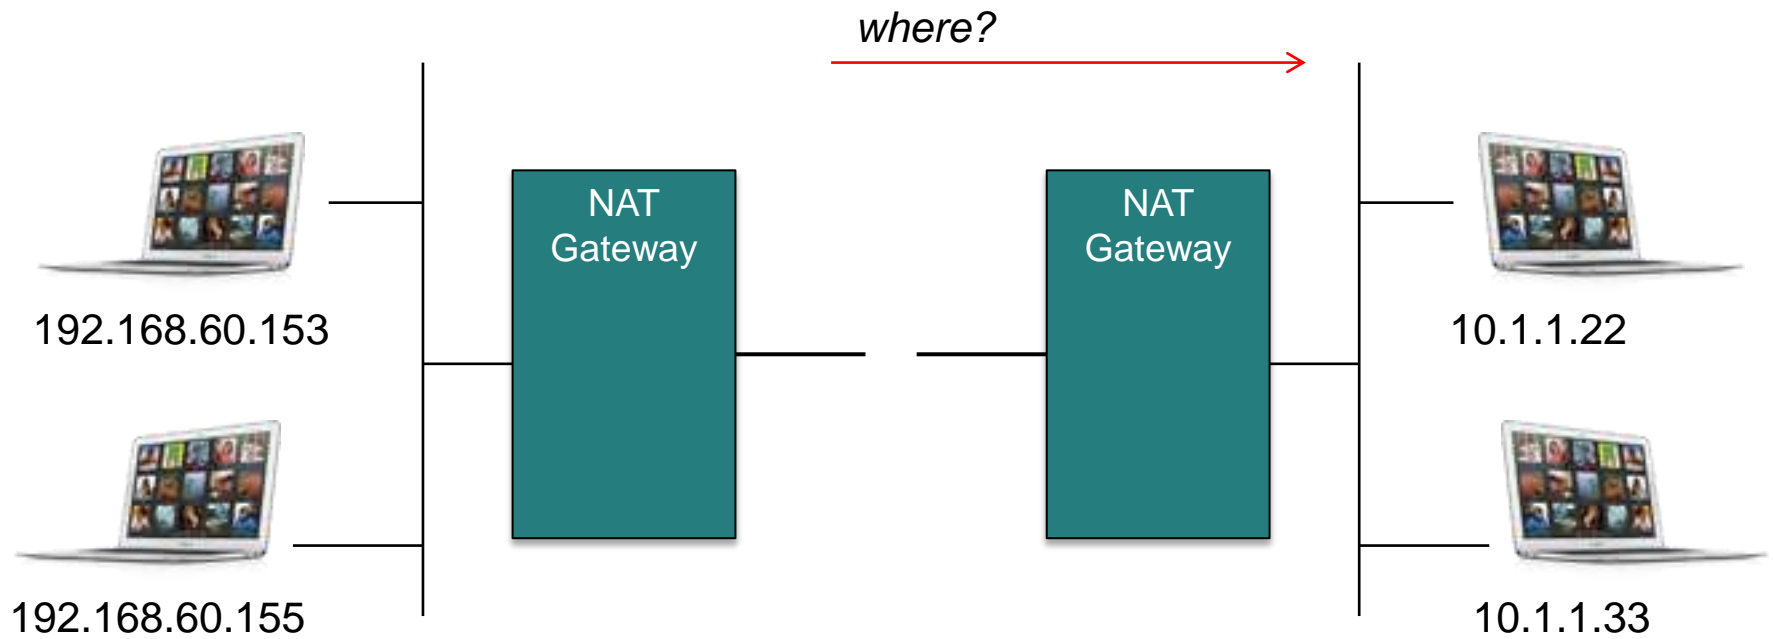 where?
NAT
Gateway
NAT
Gateway
192.168.60.153
10.1.1.22
192.168.60.155
10.1.1.33